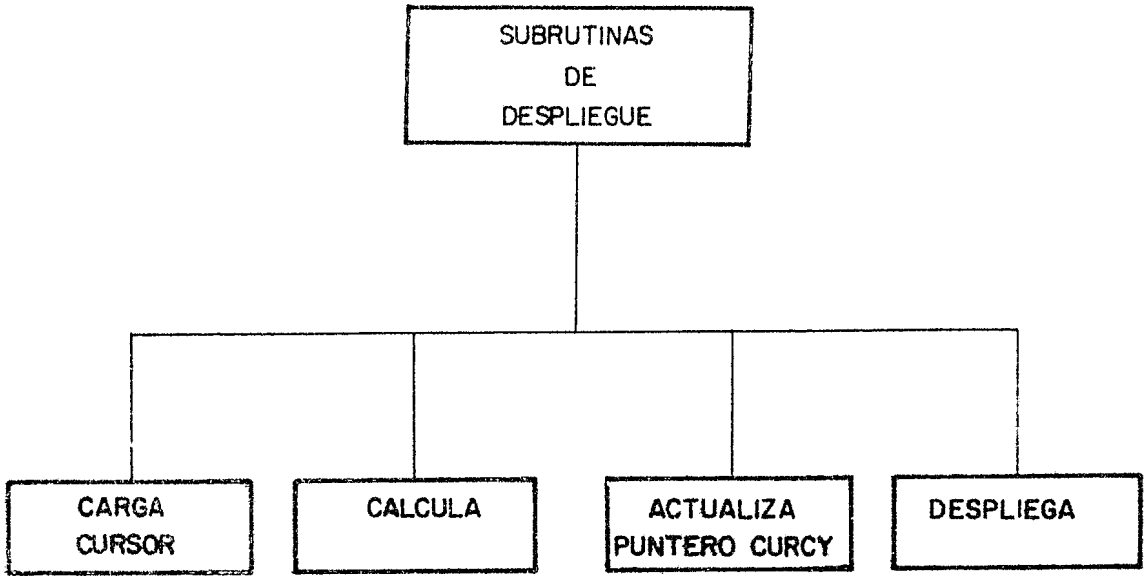 SUBRUTINAS
DE
DESPLIEGUE
CARGA
CURSOR
CALCULA
ACTUALIZA
PUNTERO CURCY
DESPLIEGA